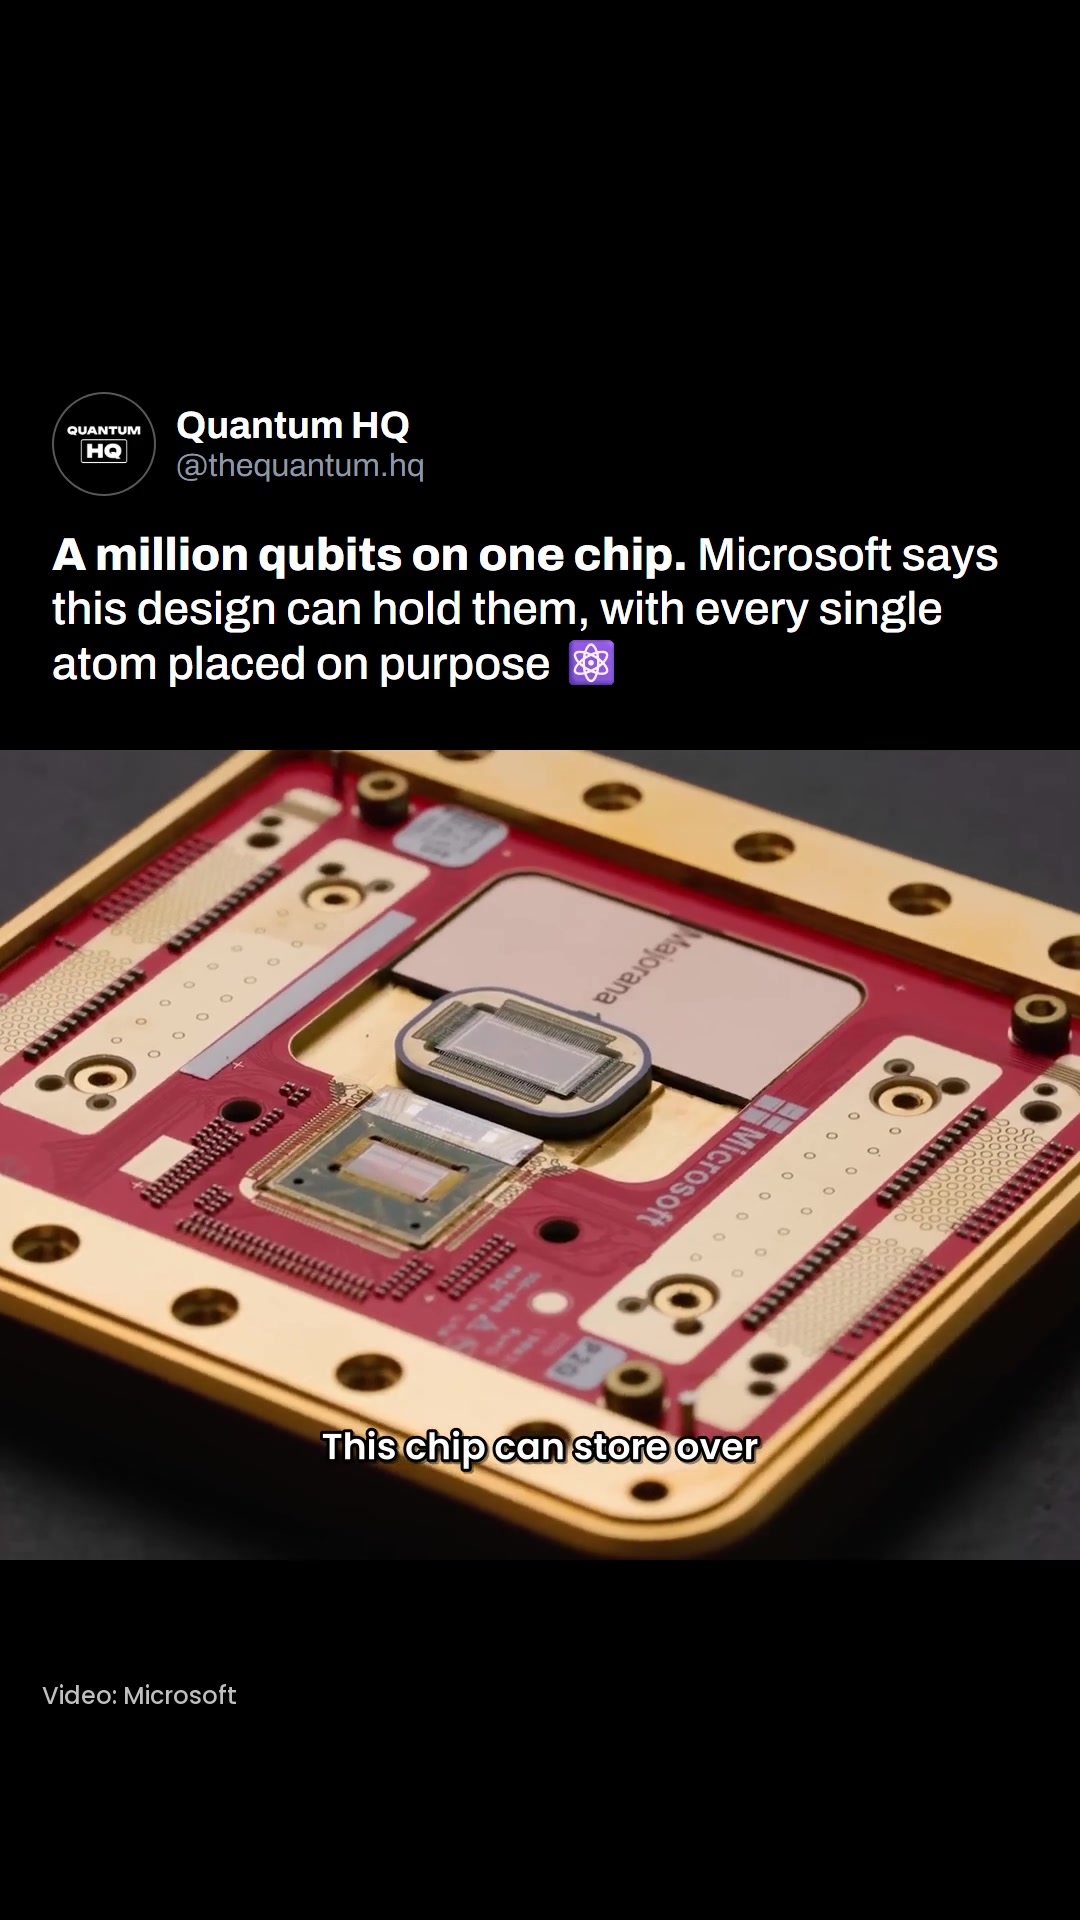 QUANTUM
HQ
Quantum HQ
@thequantum.hq
A million qubits on one chip. Microsoft says
this design can hold them, with every single
atom placed on purpose ⚛️
Majorana
Microsoft
This chip can store over
Video: Microsoft